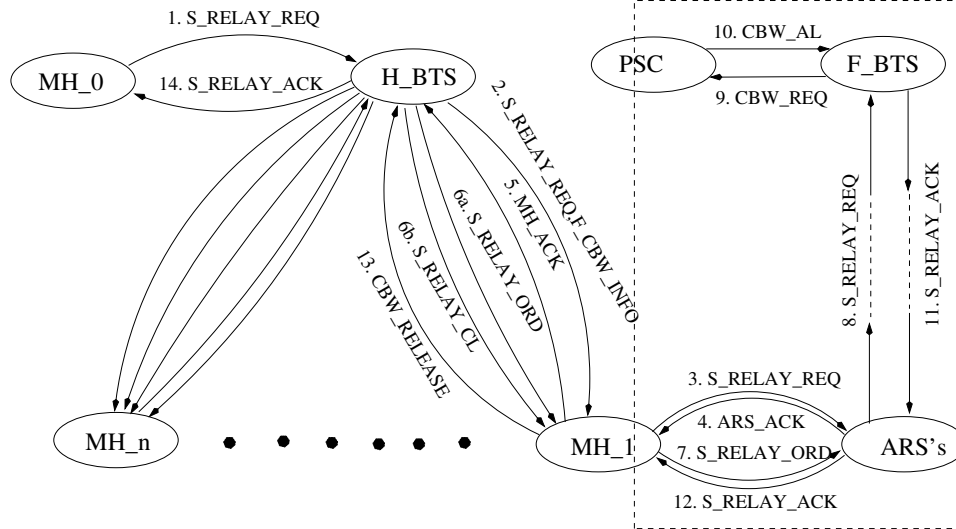 1. S_RELAY_REQ
10. CBW_AL
MH_0
H_BTS
PSC
F_BTS
14. S_RELAY_ACK
9. CBW_REQ
2. S_RELAY_REQ,F_CBW_INFO
5. MH_ACK
6a. S_RELAY_ORD
6b. S_RELAY_CL
13. CBW_RELEASE
8. S_RELAY_REQ
11. S_RELAY_ACK
3. S_RELAY_REQ
4. ARS_ACK
MH_n
MH_1
ARS's
7. S_RELAY_ORD
12. S_RELAY_ACK